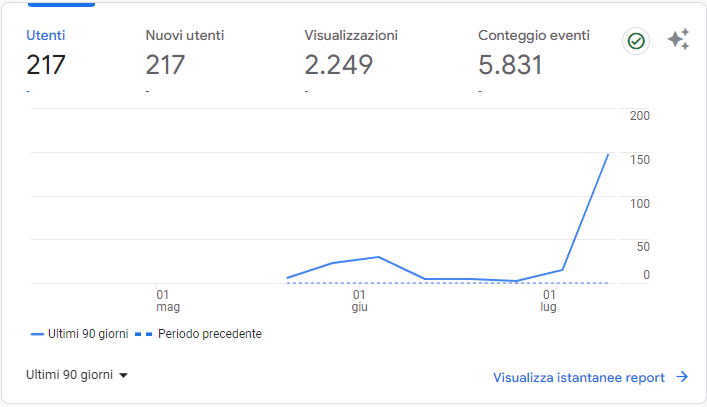 Utenti
217
-
Nuovi utenti
217
-
Visualizzazioni
2.249
-
Conteggio eventi
5.831
-
200
150
100
50
0
01
mag
01
giu
01
lug
Ultimi 90 giorni
Periodo precedente
Ultimi 90 giorni
Visualizza istantanee report